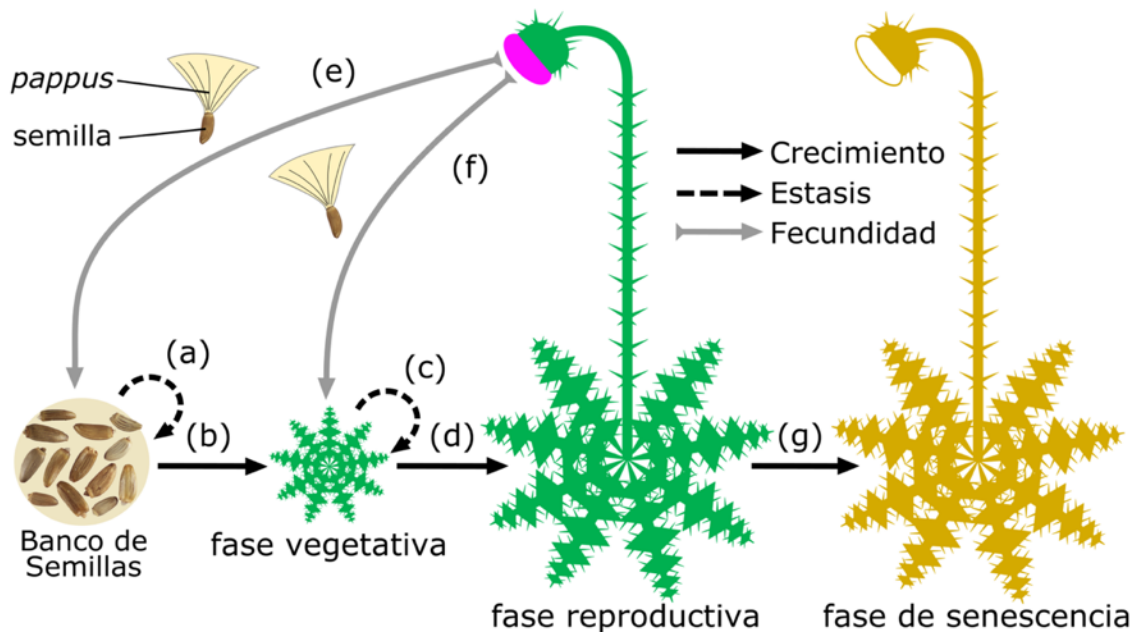 pappus
semilla
(e)
(f)
Crecimiento
Estasis
Fecundidad
(a)
(b)
(c)
(d)
(g)
Banco de
Semillas
fase vegetativa
fase reproductiva
fase de senescencia